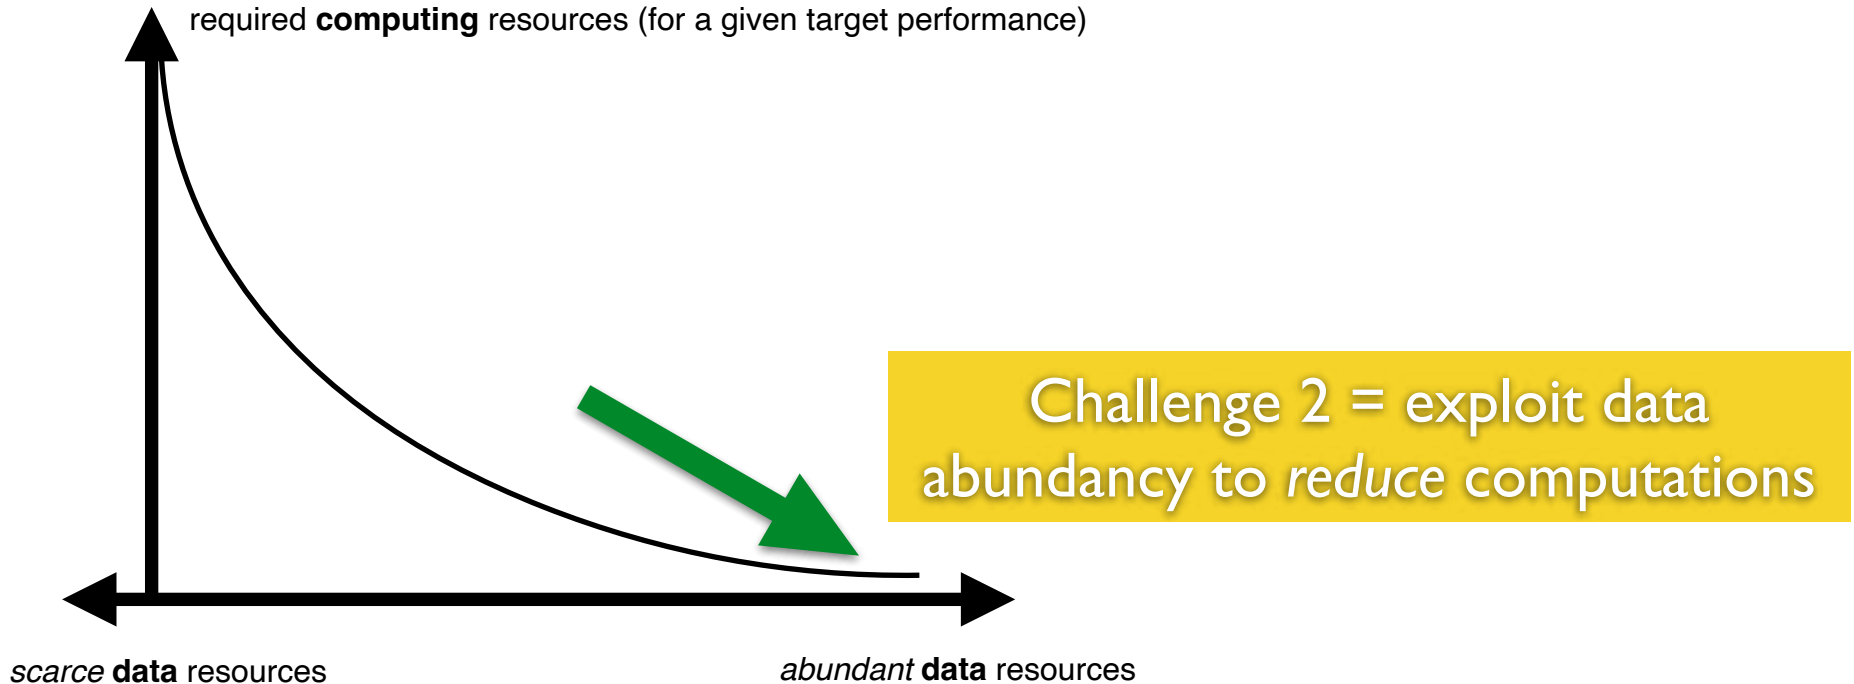 required computing resources (for a given target performance)
Challenge 2 = exploit data
abundancy to reduce computations
scarce data resources
abundant data resources